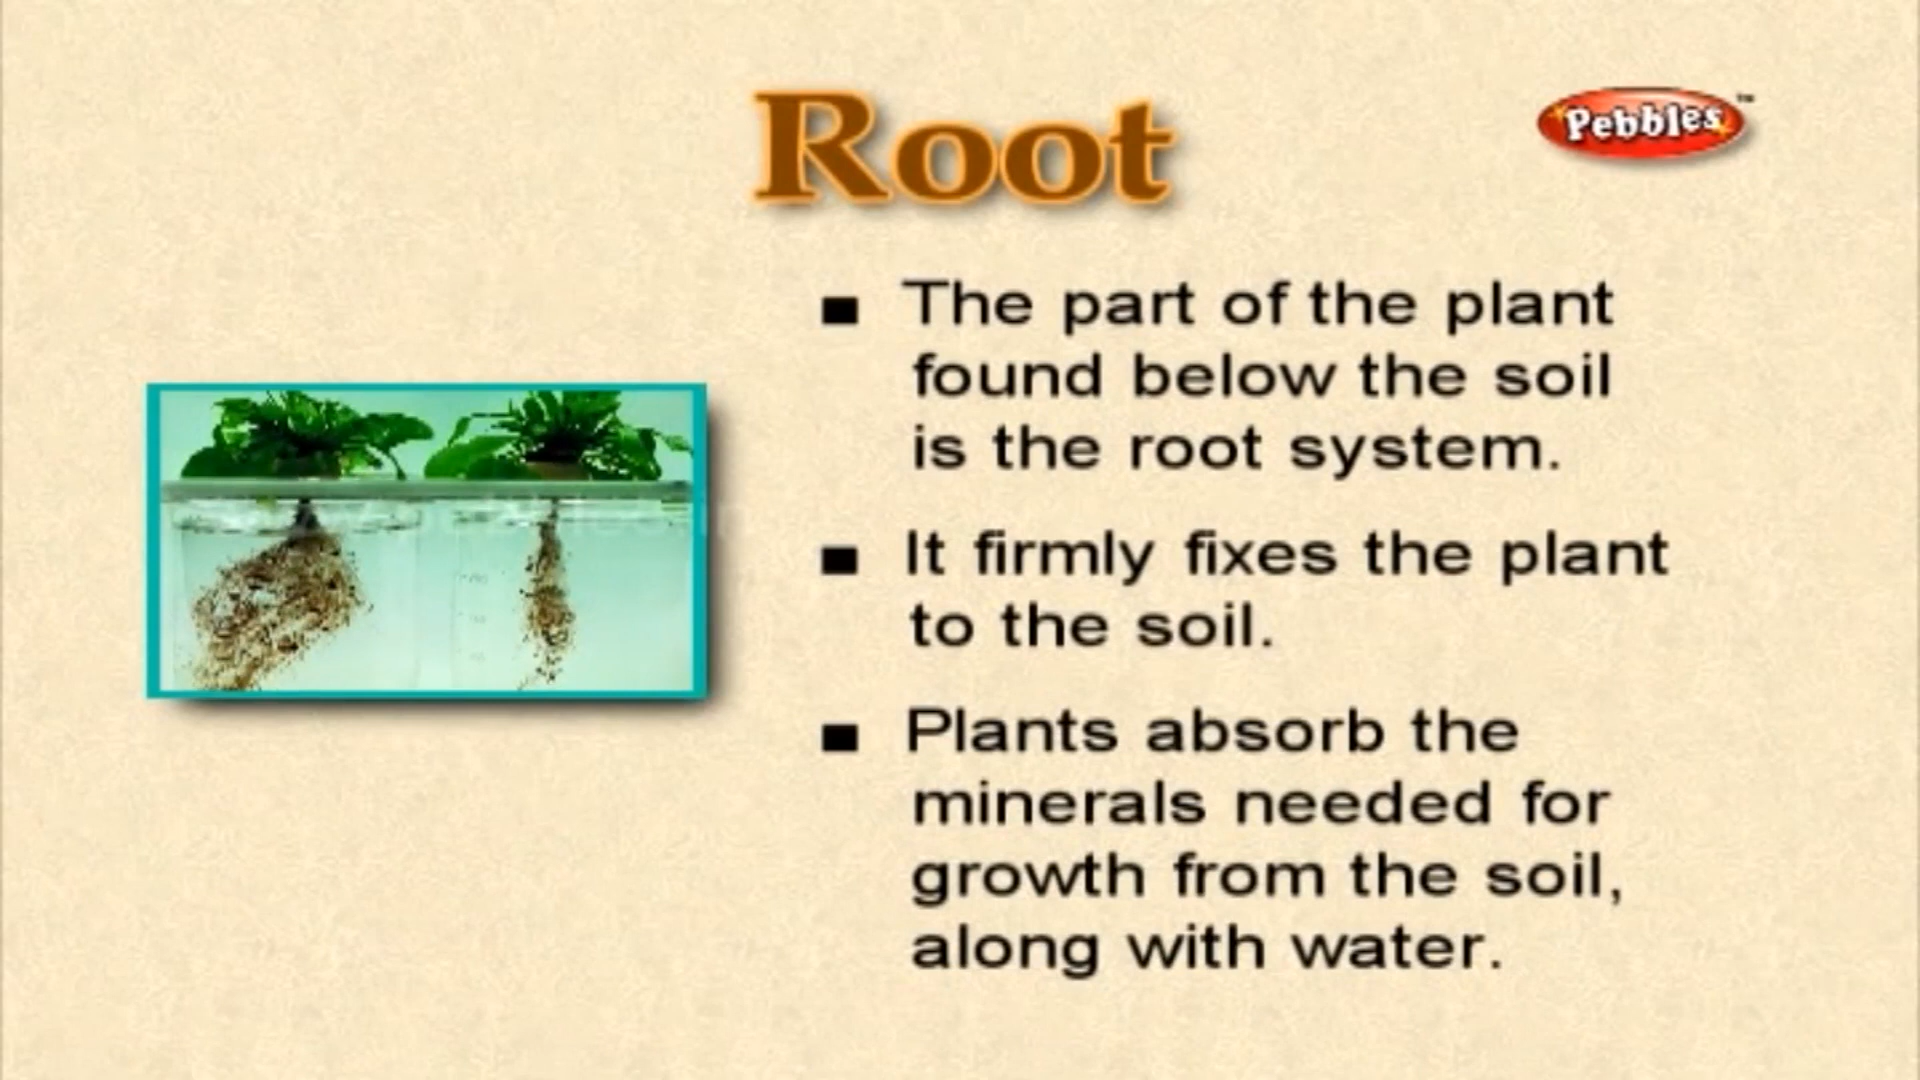 Root
Pebbles™
■ The part of the plant
found below the soil
is the root system.
■ It firmly fixes the plant
to the soil.
■ Plants absorb the
minerals needed for
growth from the soil,
along with water.